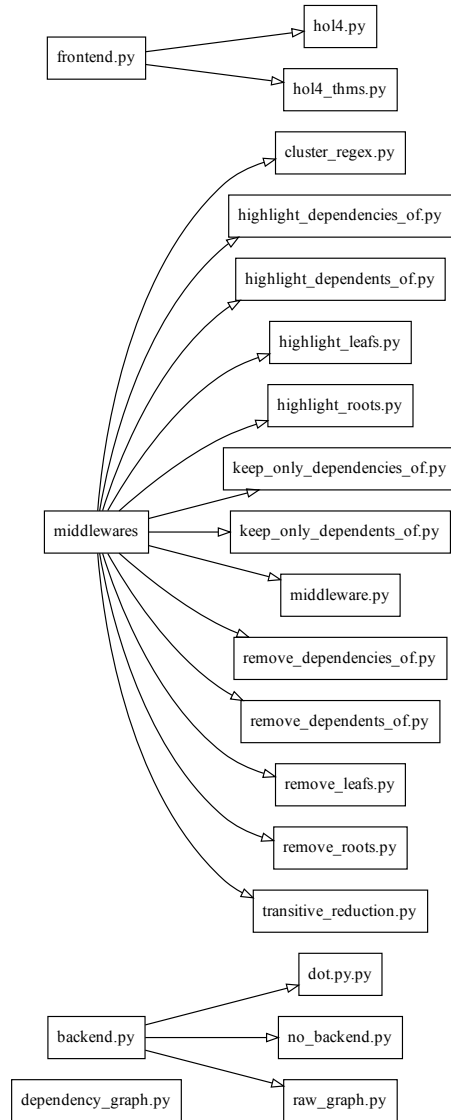 frontend.py
hol4.py
hol4_thms.py
middlewares
cluster_regex.py
highlight_dependencies_of.py
highlight_dependents_of.py
highlight_leafs.py
highlight_roots.py
keep_only_dependencies_of.py
keep_only_dependents_of.py
middleware.py
remove_dependencies_of.py
remove_dependents_of.py
remove_leafs.py
remove_roots.py
transitive_reduction.py
backend.py
dot.py.py
no_backend.py
raw_graph.py
dependency_graph.py